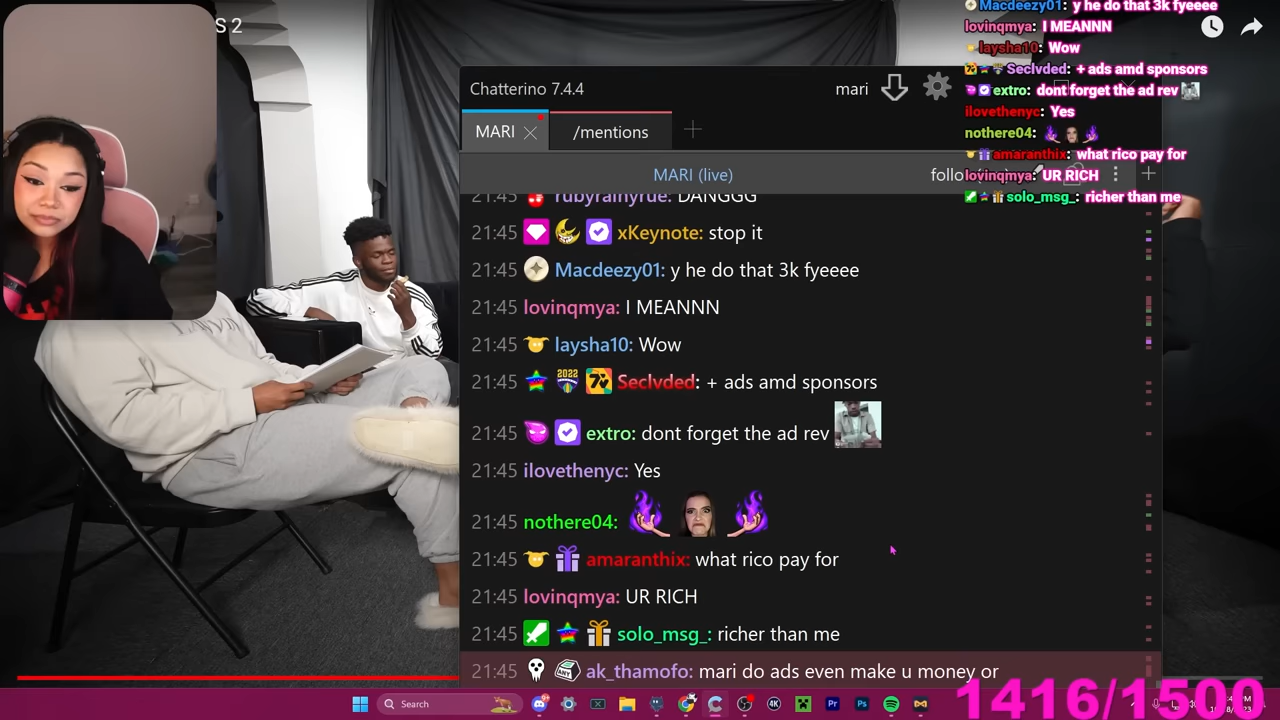 S 2
Macdeezy01: y he do that 3k fyeeee
lovinqmya: I MEANNN
laysha10: Wow
Seclvded: + ads amd sponsors
extro: dont forget the ad rev
ilovethenyc: Yes
nothere04:
amaranthix: what rico pay for
lovinqmya: UR RICH
solo_msg_: richer than me
Chatterino 7.4.4
mari
MARI
/mentions
MARI (live)
follo
21:45 rubyrainyrue: DANGGG
21:45 xKeynote: stop it
21:45 Macdeezy01: y he do that 3k fyeeee
21:45 lovinqmya: I MEANNN
21:45 laysha10: Wow
21:45 2022 Seclvded: + ads amd sponsors
21:45 extro: dont forget the ad rev
21:45 ilovethenyc: Yes
21:45 nothere04:
21:45 amaranthix: what rico pay for
21:45 lovinqmya: UR RICH
21:45 solo_msg_: richer than me
21:45 ak_thamofo: mari do ads even make u money or
Search
4K
Pr
Ps
1416/1500